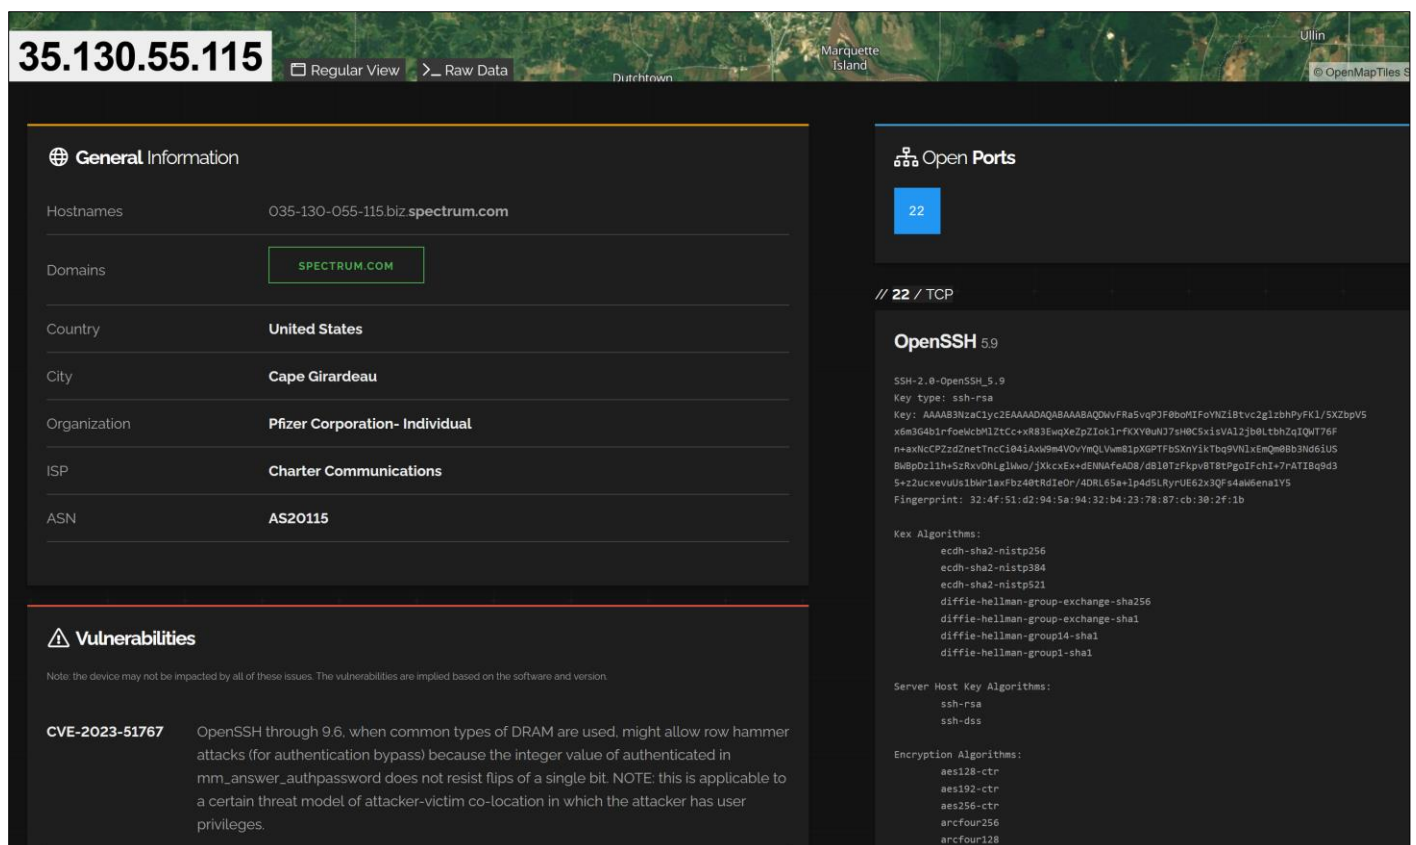 Marquette
Island
Ullin
Dutchtown
© OpenMapTiles S
35.130.55.115
Regular View
Raw Data
General Information
Hostnames 035-130-055-115.biz.spectrum.com
Domains SPECTRUM.COM
Country United States
City Cape Girardeau
Organization Pfizer Corporation- Individual
ISP Charter Communications
ASN AS20115
Vulnerabilities
Note: the device may not be impacted by all of these issues. The vulnerabilities are implied based on the software and version.
CVE-2023-51767 OpenSSH through 9.6, when common types of DRAM are used, might allow row hammer
attacks (for authentication bypass) because the integer value of authenticated in
mm_answer_authpassword does not resist flips of a single bit. NOTE: this is applicable to
a certain threat model of attacker-victim co-location in which the attacker has user
privileges.
Open Ports
22
// 22 / TCP
OpenSSH 5.9
SSH-2.0-OpenSSH_5.9
Key type: ssh-rsa
Key:
Fingerprint: 32:4f:51:d2:94:5a:94:32:b4:23:78:87:cb:30:2f:1b
Kex Algorithms:
ecdh-sha2-nistp256
ecdh-sha2-nistp384
ecdh-sha2-nistp521
diffie-hellman-group-exchange-sha256
diffie-hellman-group-exchange-sha1
diffie-hellman-group14-sha1
diffie-hellman-group1-sha1
Server Host Key Algorithms:
ssh-rsa
ssh-dss
Encryption Algorithms:
aes128-ctr
aes192-ctr
aes256-ctr
arcfour256
arcfour128